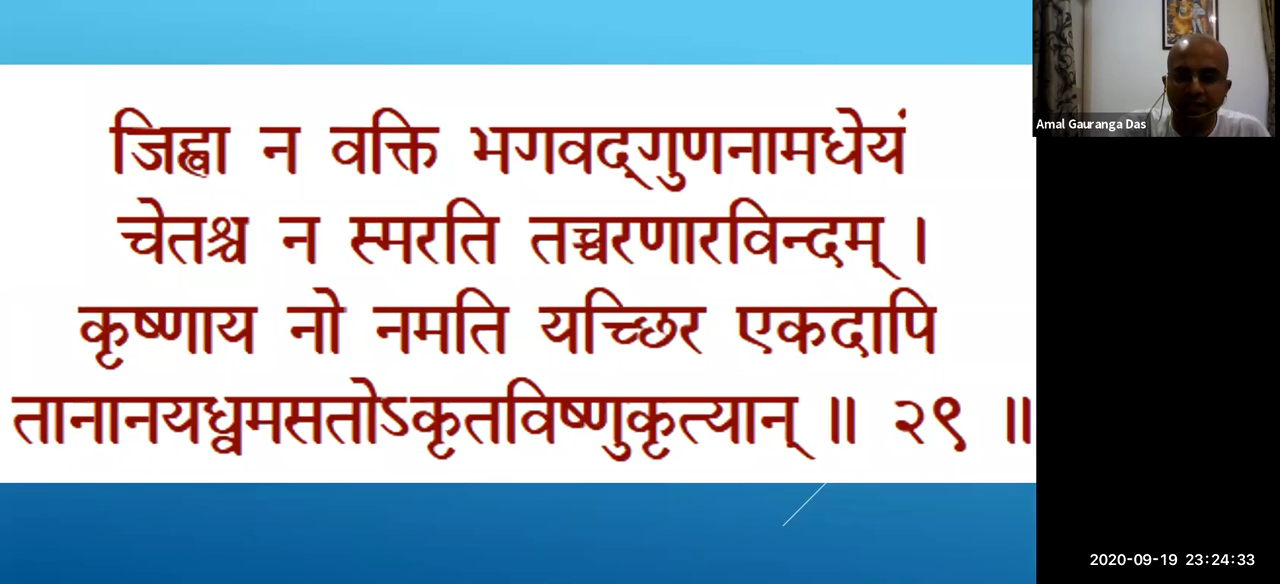 जिह्वा न वक्ति भगवद्‌गुणनामधेयं
चेतश्च न स्मरति तच्चरणारविन्दम् ।
कृष्णाय नो नमति यच्छिर एकदापि
तानानयध्वमसतोऽकृतविष्णुकृत्यान् ॥ २९ ॥
Amal Gauranga Das
2020-09-19 23:24:33